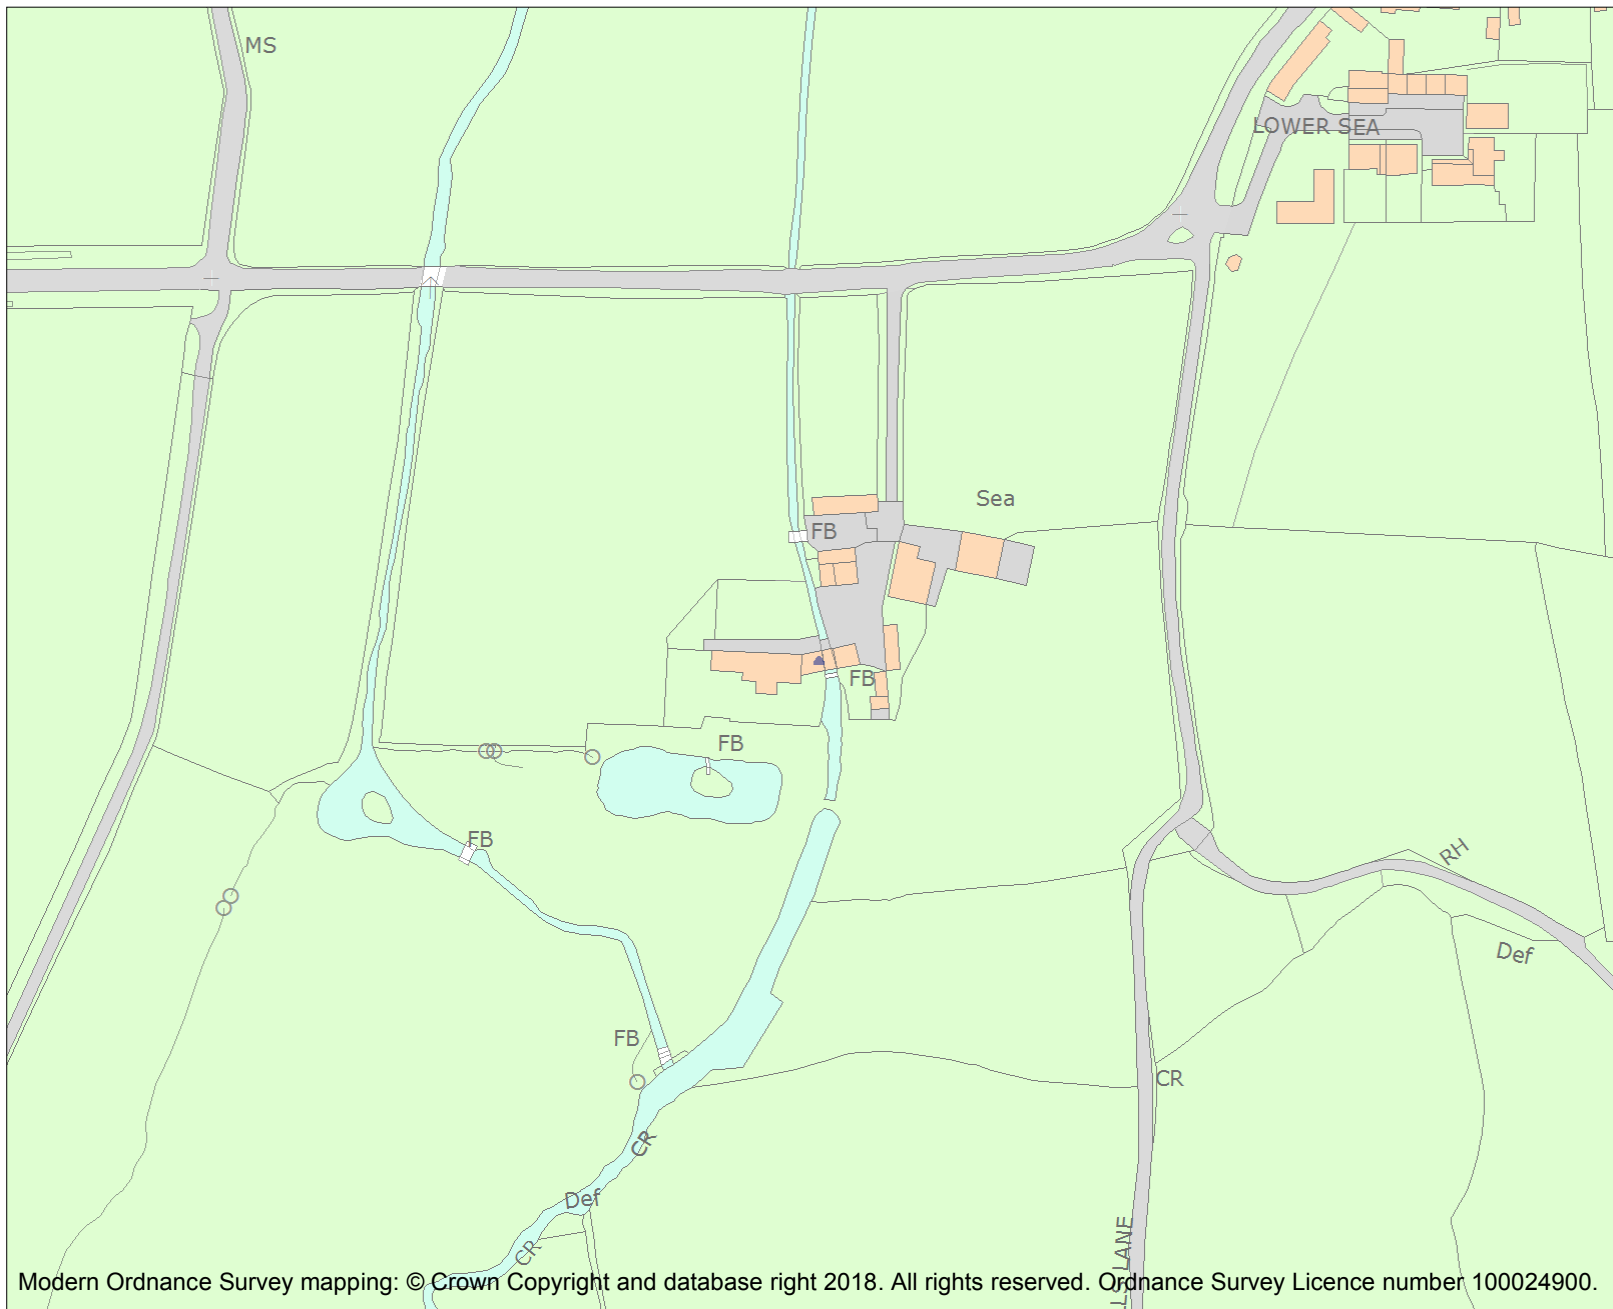 MS
LOWER SEA
Sea
FB
FB
FB
FB
RH
Def
FB
CR
CR
Def
CR
LANE
Modern Ordnance Survey mapping: © Crown Copyright and database right 2018. All rights reserved. Ordnance Survey Licence number 100024900.